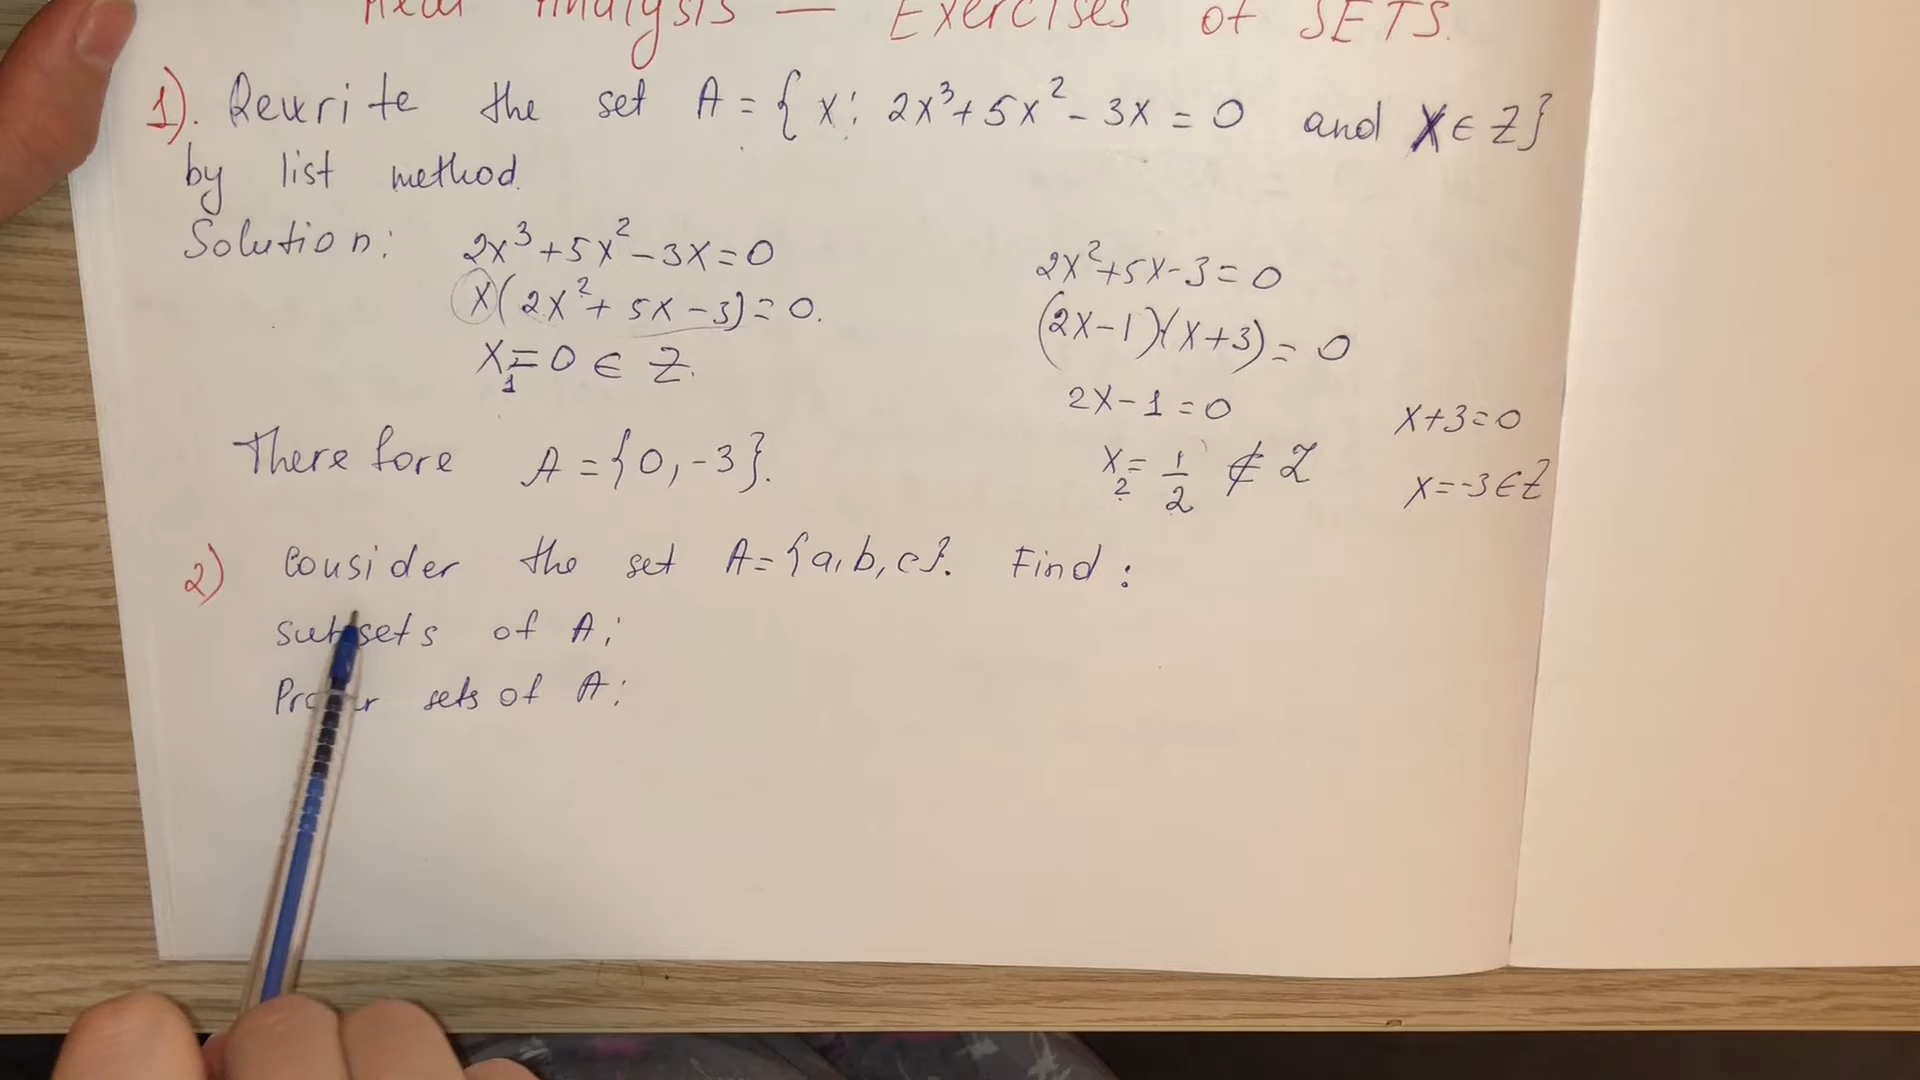 Real Analysis — Exercises of SETS.
1). Rewrite the set A = { x : 2x³ + 5x² - 3x = 0 and x ∈ Z }
by list method.
Solution: 2x³ + 5x² - 3x = 0
x(2x² + 5x - 3) = 0.
x₁ = 0 ∈ Z.
2x² + 5x - 3 = 0
(2x - 1)(x + 3) = 0
2x - 1 = 0
x₂ = 1/2 ∉ Z
x + 3 = 0
x = -3 ∈ Z
Therefore A = {0, -3}.
2) Consider the set A = {a, b, c}. Find :
subsets of A;
Proper sets of A: